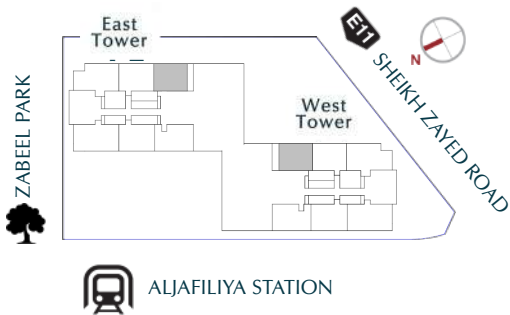 East
Tower
E11
N
SHEIKH ZAYED ROAD
West
Tower
ZABEEL PARK
ALJAFILIYA STATION